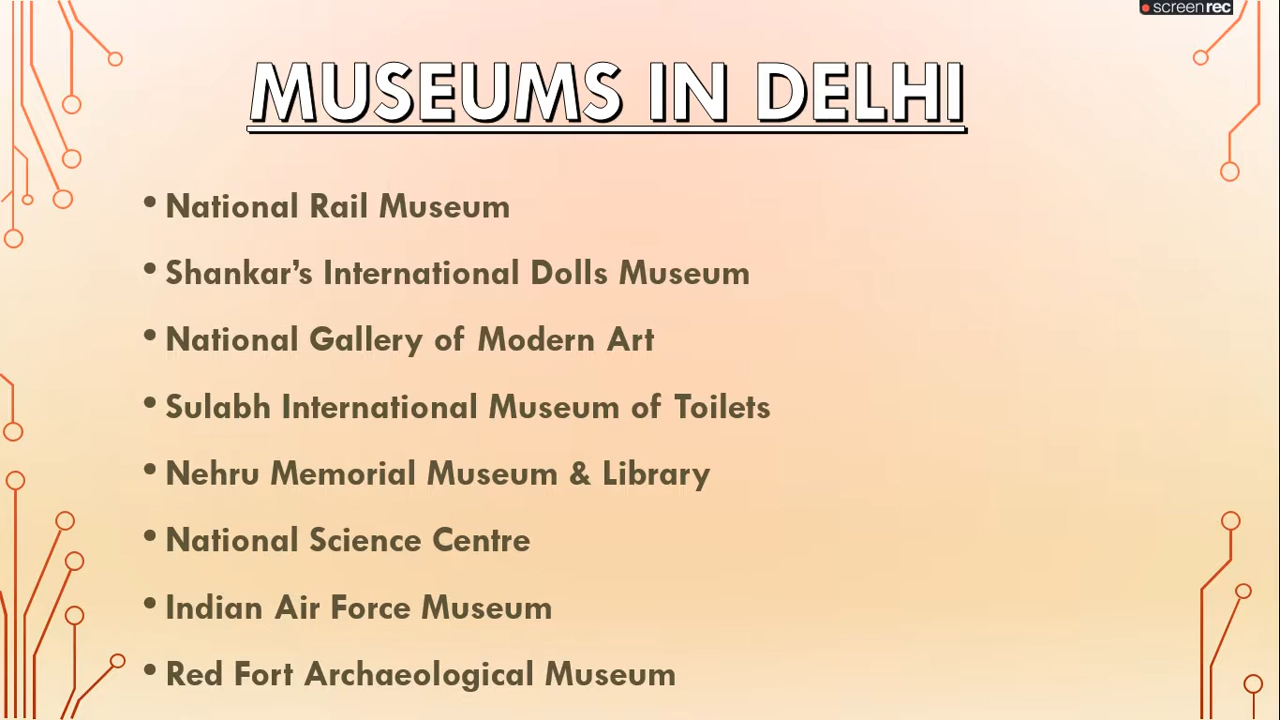 screenrec
MUSEUMS IN DELHI
• National Rail Museum
• Shankar’s International Dolls Museum
• National Gallery of Modern Art
• Sulabh International Museum of Toilets
• Nehru Memorial Museum & Library
• National Science Centre
• Indian Air Force Museum
• Red Fort Archaeological Museum